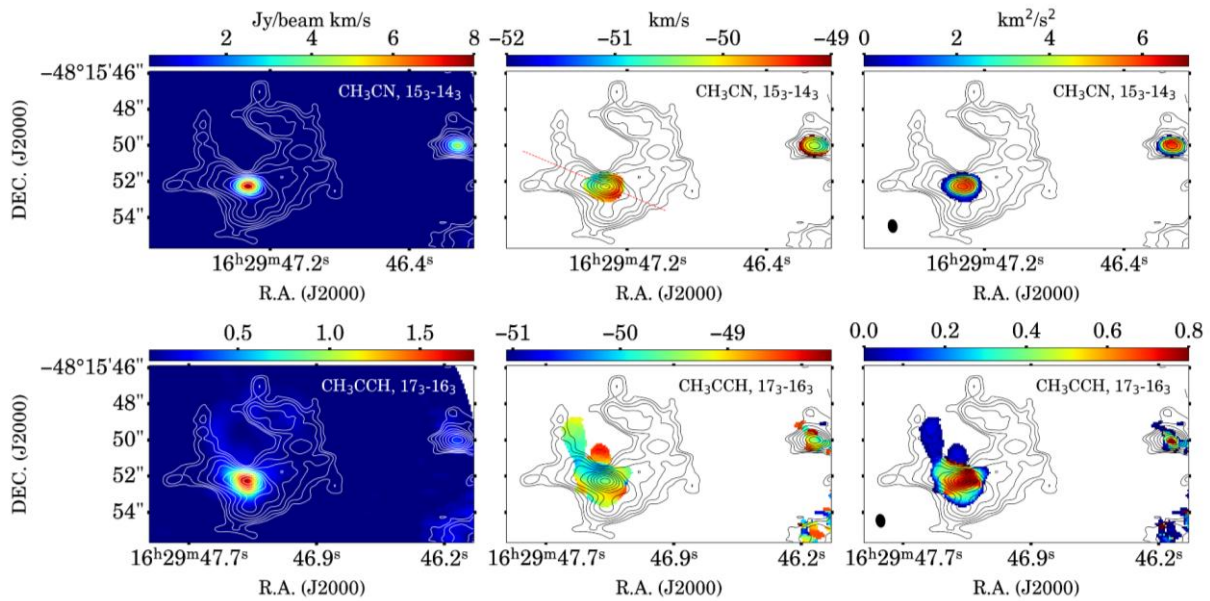 Jy/beam km/s km/s km²/s²
2 4 6 8 −52 −51 −50 −49 0 2 4 6
−48°15'46"
CH₃CN, 15₃-14₃ CH₃CN, 15₃-14₃ CH₃CN, 15₃-14₃
48"
50"
52"
54"
DEC. (J2000)
16ʰ29ᵐ47.2ˢ 46.4ˢ 16ʰ29ᵐ47.2ˢ 46.4ˢ 16ʰ29ᵐ47.2ˢ 46.4ˢ
R.A. (J2000) R.A. (J2000) R.A. (J2000)
0.5 1.0 1.5 −51 −50 −49 0.0 0.2 0.4 0.6 0.8
−48°15'46"
CH₃CCH, 17₃-16₃ CH₃CCH, 17₃-16₃ CH₃CCH, 17₃-16₃
48"
50"
52"
54"
DEC. (J2000)
16ʰ29ᵐ47.7ˢ 46.9ˢ 46.2ˢ 16ʰ29ᵐ47.7ˢ 46.9ˢ 46.2ˢ 16ʰ29ᵐ47.7ˢ 46.9ˢ 46.2ˢ
R.A. (J2000) R.A. (J2000) R.A. (J2000)